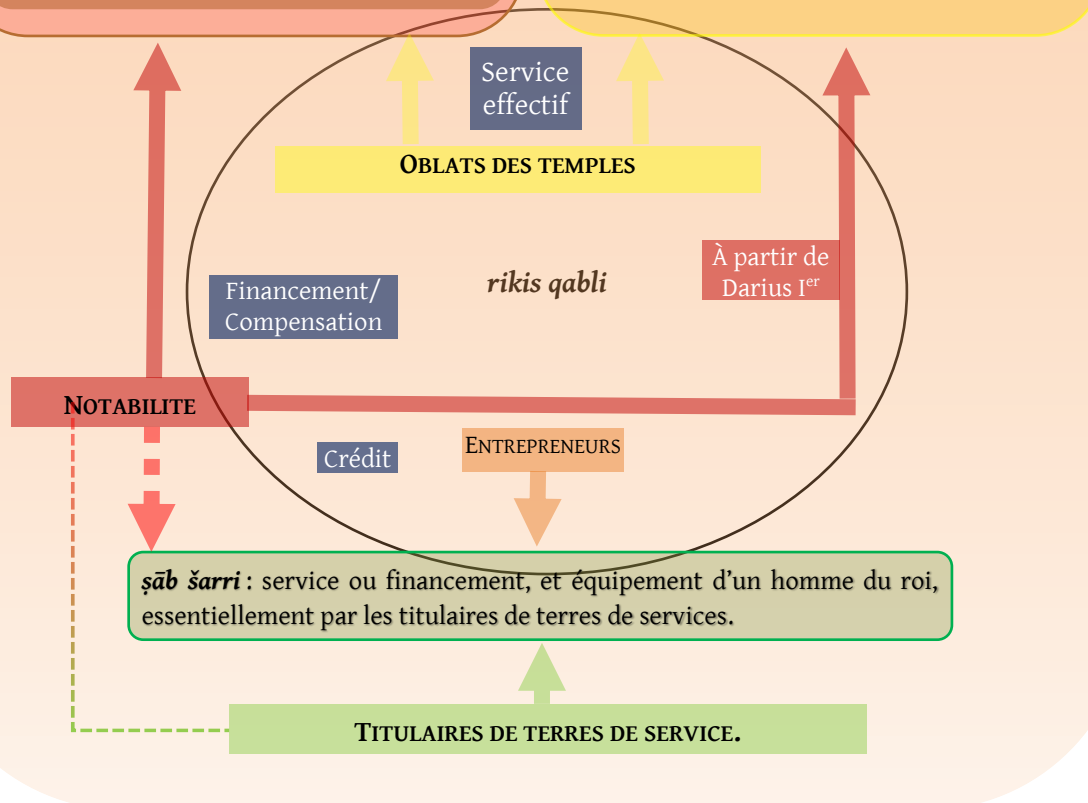 Service
effectif
OBLATS DES TEMPLES
À partir de
Darius Ier
rikis qabli
Financement/
Compensation
NOTABILITE
ENTREPRENEURS
Crédit
ṣāb šarri : service ou financement, et équipement d'un homme du roi,
essentiellement par les titulaires de terres de services.
TITULAIRES DE TERRES DE SERVICE.